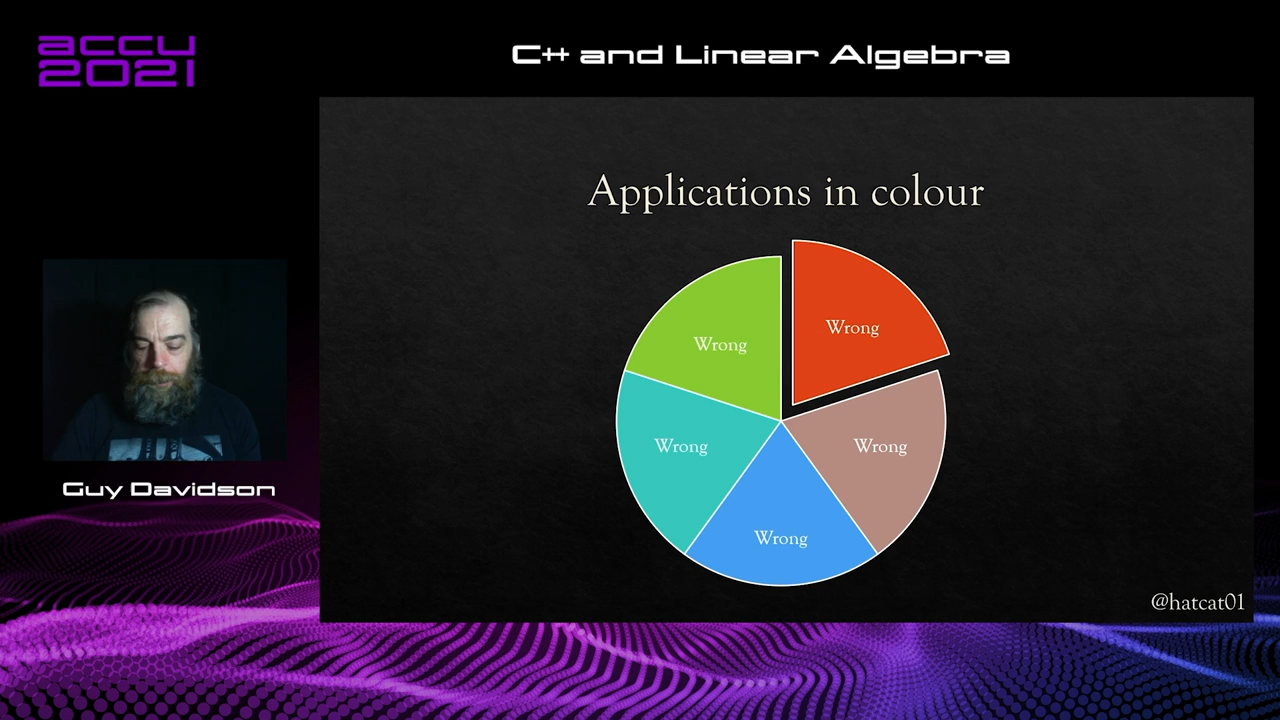 accu
2021
C++ and Linear Algebra
Applications in colour
Wrong
Wrong
Wrong
Wrong
Wrong
Guy Davidson
@hatcat01